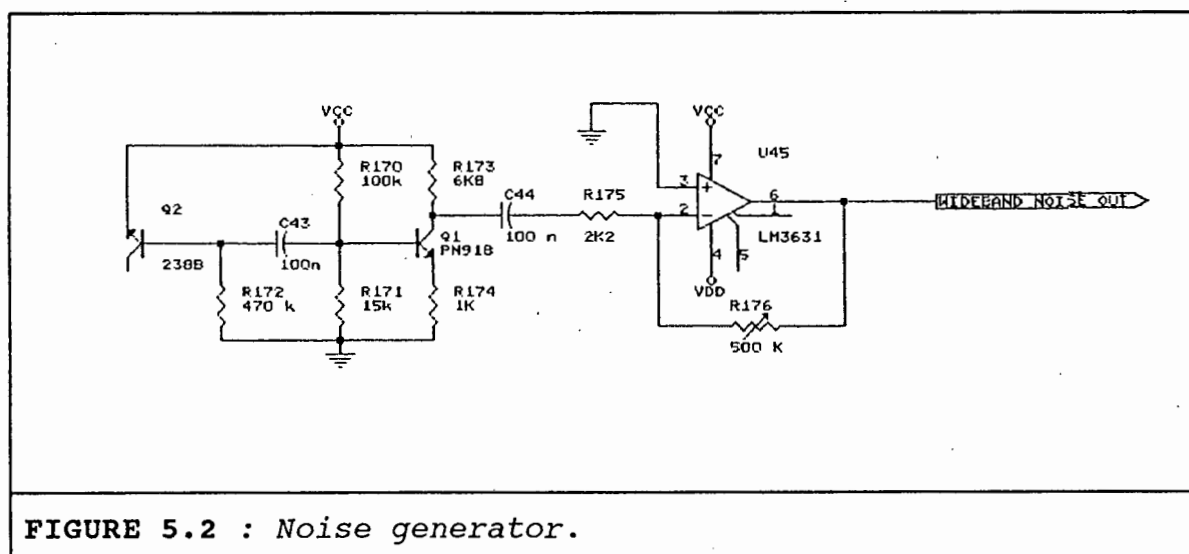 VCC
VCC
R170
100k
R173
6K8
U45
7
C44
R175
3
+
6
WIDEBAND NOISE OUT
Q2
C43
Q1
PN918
2
-
100 n
2K2
LM3631
238B
100n
4
5
R172
470 k
R171
15k
R174
1K
VDD
R176
500 K
FIGURE 5.2 : Noise generator.